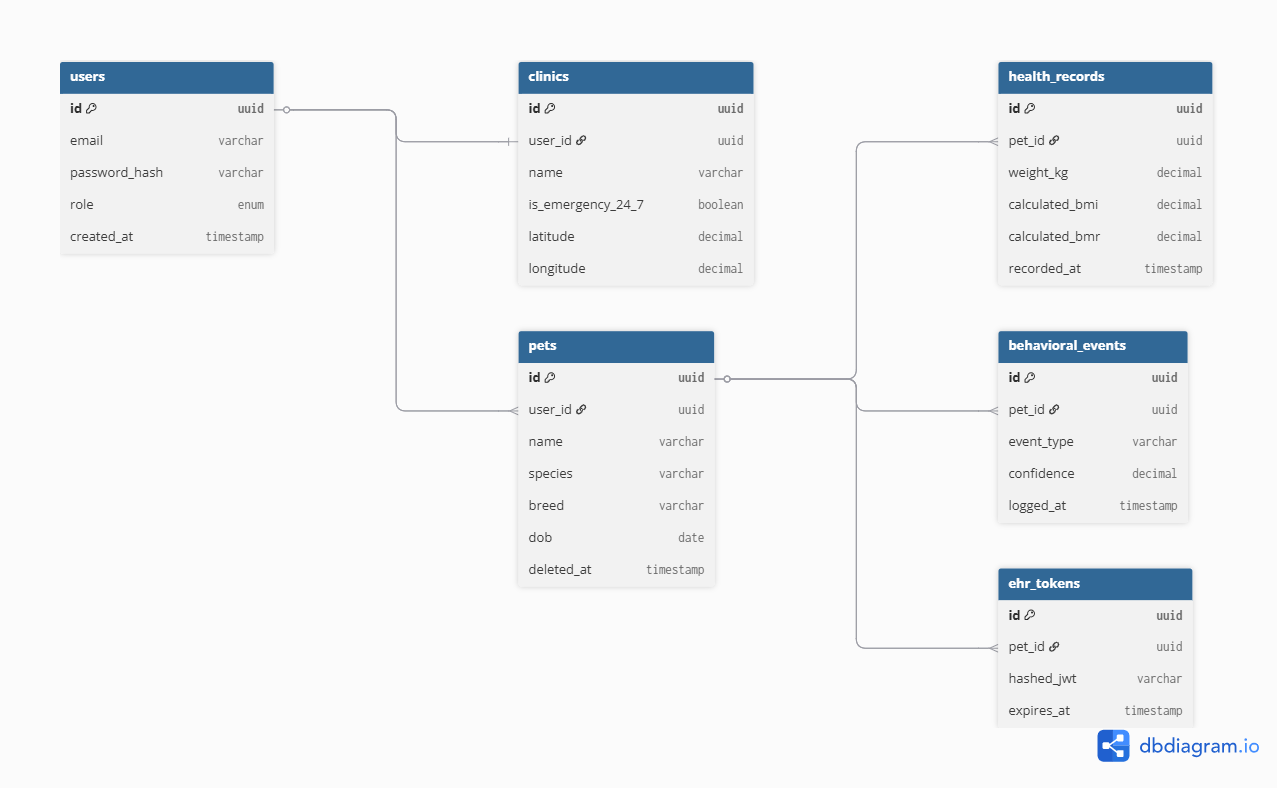 users
id uuid
email varchar
password_hash varchar
role enum
created_at timestamp
clinics
id uuid
user_id uuid
name varchar
is_emergency_24_7 boolean
latitude decimal
longitude decimal
health_records
id uuid
pet_id uuid
weight_kg decimal
calculated_bmi decimal
calculated_bmr decimal
recorded_at timestamp
pets
id uuid
user_id uuid
name varchar
species varchar
breed varchar
dob date
deleted_at timestamp
behavioral_events
id uuid
pet_id uuid
event_type varchar
confidence decimal
logged_at timestamp
ehr_tokens
id uuid
pet_id uuid
hashed_jwt varchar
expires_at timestamp
dbdiagram.io